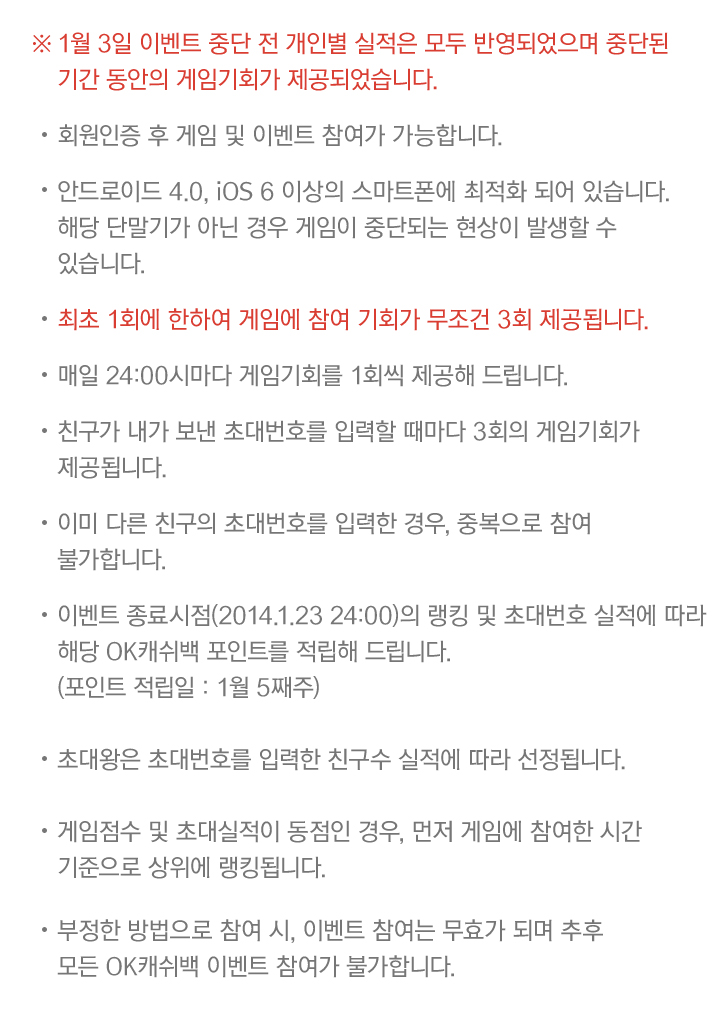 ※ 1월 3일 이벤트 중단 전 개인별 실적은 모두 반영되었으며 중단된
기간 동안의 게임기회가 제공되었습니다.
• 회원인증 후 게임 및 이벤트 참여가 가능합니다.
• 안드로이드 4.0, iOS 6 이상의 스마트폰에 최적화 되어 있습니다.
해당 단말기가 아닌 경우 게임이 중단되는 현상이 발생할 수
있습니다.
• 최초 1회에 한하여 게임에 참여 기회가 무조건 3회 제공됩니다.
• 매일 24:00시마다 게임기회를 1회씩 제공해 드립니다.
• 친구가 내가 보낸 초대번호를 입력할 때마다 3회의 게임기회가
제공됩니다.
• 이미 다른 친구의 초대번호를 입력한 경우, 중복으로 참여
불가합니다.
• 이벤트 종료시점(2014.1.23 24:00)의 랭킹 및 초대번호 실적에 따라
해당 OK캐쉬백 포인트를 적립해 드립니다.
(포인트 적립일 : 1월 5째주)
• 초대왕은 초대번호를 입력한 친구수 실적에 따라 선정됩니다.
• 게임점수 및 초대실적이 동점인 경우, 먼저 게임에 참여한 시간
기준으로 상위에 랭킹됩니다.
• 부정한 방법으로 참여 시, 이벤트 참여는 무효가 되며 추후
모든 OK캐쉬백 이벤트 참여가 불가합니다.